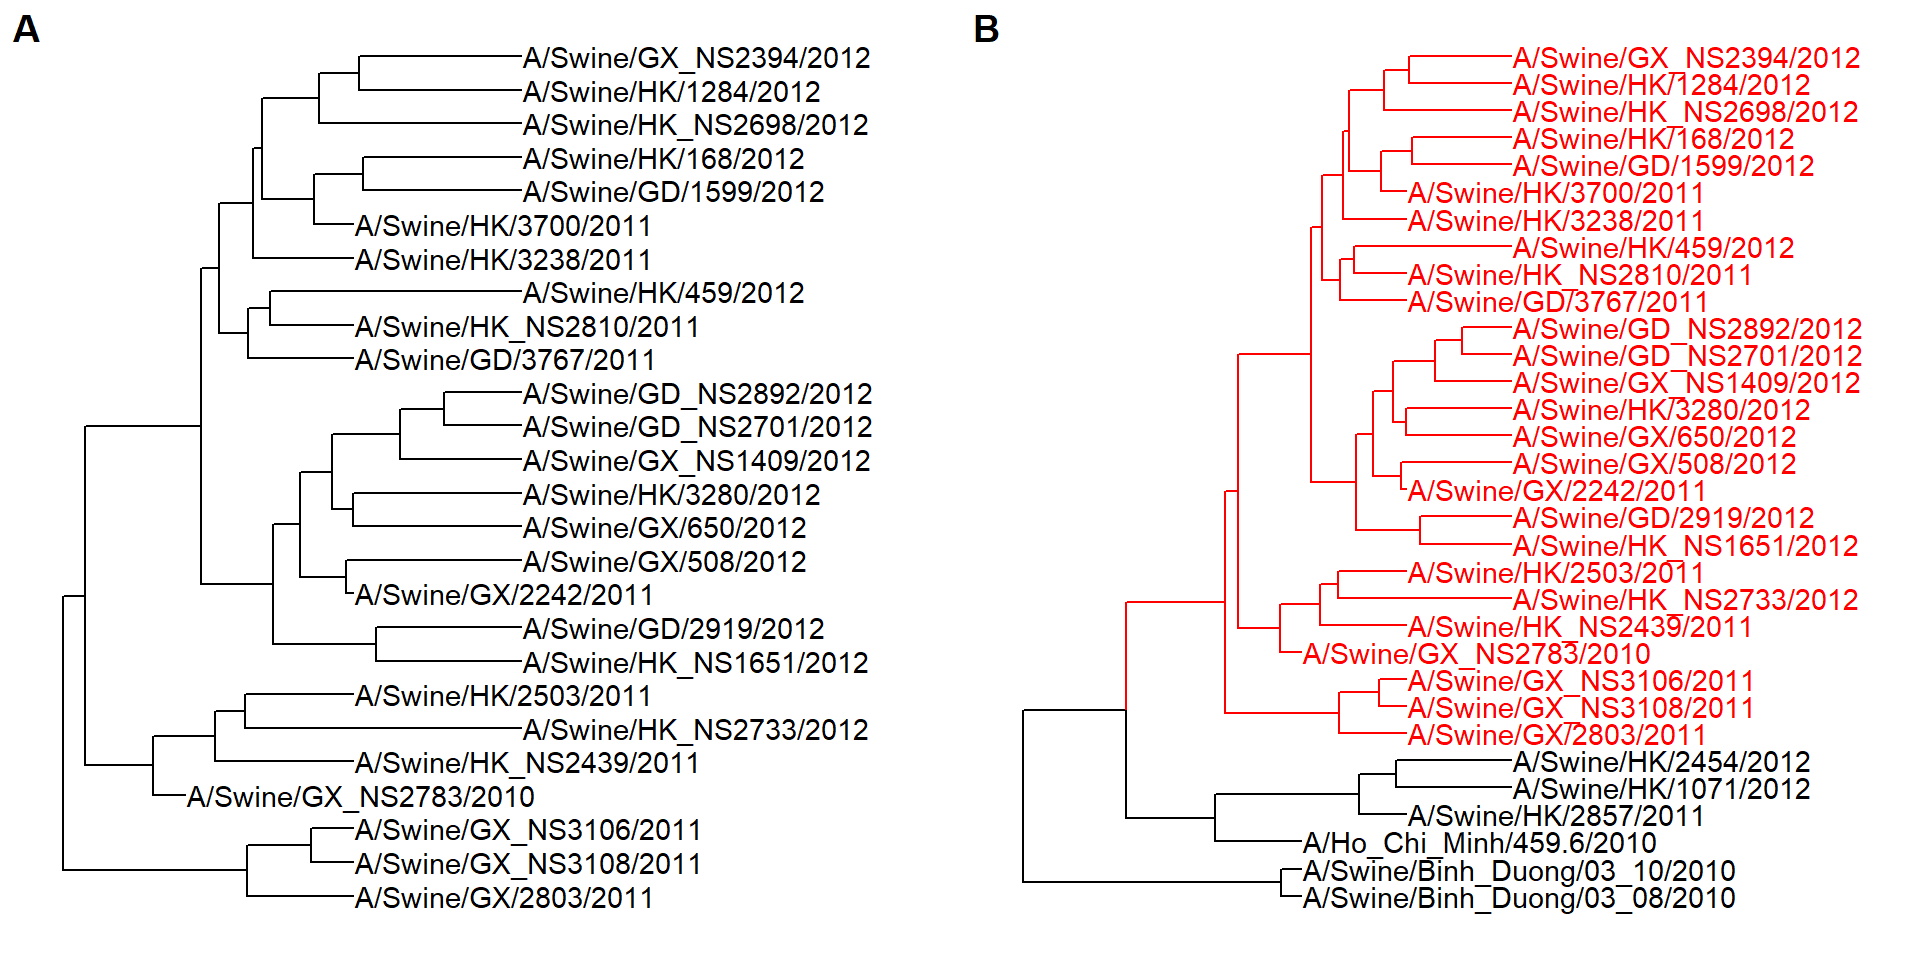 A
A/Swine/GX_NS2394/2012
A/Swine/HK/1284/2012
A/Swine/HK_NS2698/2012
A/Swine/HK/168/2012
A/Swine/GD/1599/2012
A/Swine/HK/3700/2011
A/Swine/HK/3238/2011
A/Swine/HK/459/2012
A/Swine/HK_NS2810/2011
A/Swine/GD/3767/2011
A/Swine/GD_NS2892/2012
A/Swine/GD_NS2701/2012
A/Swine/GX_NS1409/2012
A/Swine/HK/3280/2012
A/Swine/GX/650/2012
A/Swine/GX/508/2012
A/Swine/GX/2242/2011
A/Swine/GD/2919/2012
A/Swine/HK_NS1651/2012
A/Swine/HK/2503/2011
A/Swine/HK_NS2733/2012
A/Swine/HK_NS2439/2011
A/Swine/GX_NS2783/2010
A/Swine/GX_NS3106/2011
A/Swine/GX_NS3108/2011
A/Swine/GX/2803/2011
B
A/Swine/GX_NS2394/2012
A/Swine/HK/1284/2012
A/Swine/HK_NS2698/2012
A/Swine/HK/168/2012
A/Swine/GD/1599/2012
A/Swine/HK/3700/2011
A/Swine/HK/3238/2011
A/Swine/HK/459/2012
A/Swine/HK_NS2810/2011
A/Swine/GD/3767/2011
A/Swine/GD_NS2892/2012
A/Swine/GD_NS2701/2012
A/Swine/GX_NS1409/2012
A/Swine/HK/3280/2012
A/Swine/GX/650/2012
A/Swine/GX/508/2012
A/Swine/GX/2242/2011
A/Swine/GD/2919/2012
A/Swine/HK_NS1651/2012
A/Swine/HK/2503/2011
A/Swine/HK_NS2733/2012
A/Swine/HK_NS2439/2011
A/Swine/GX_NS2783/2010
A/Swine/GX_NS3106/2011
A/Swine/GX_NS3108/2011
A/Swine/GX/2803/2011
A/Swine/HK/2454/2012
A/Swine/HK/1071/2012
A/Swine/HK/2857/2011
A/Ho_Chi_Minh/459.6/2010
A/Swine/Binh_Duong/03_10/2010
A/Swine/Binh_Duong/03_08/2010